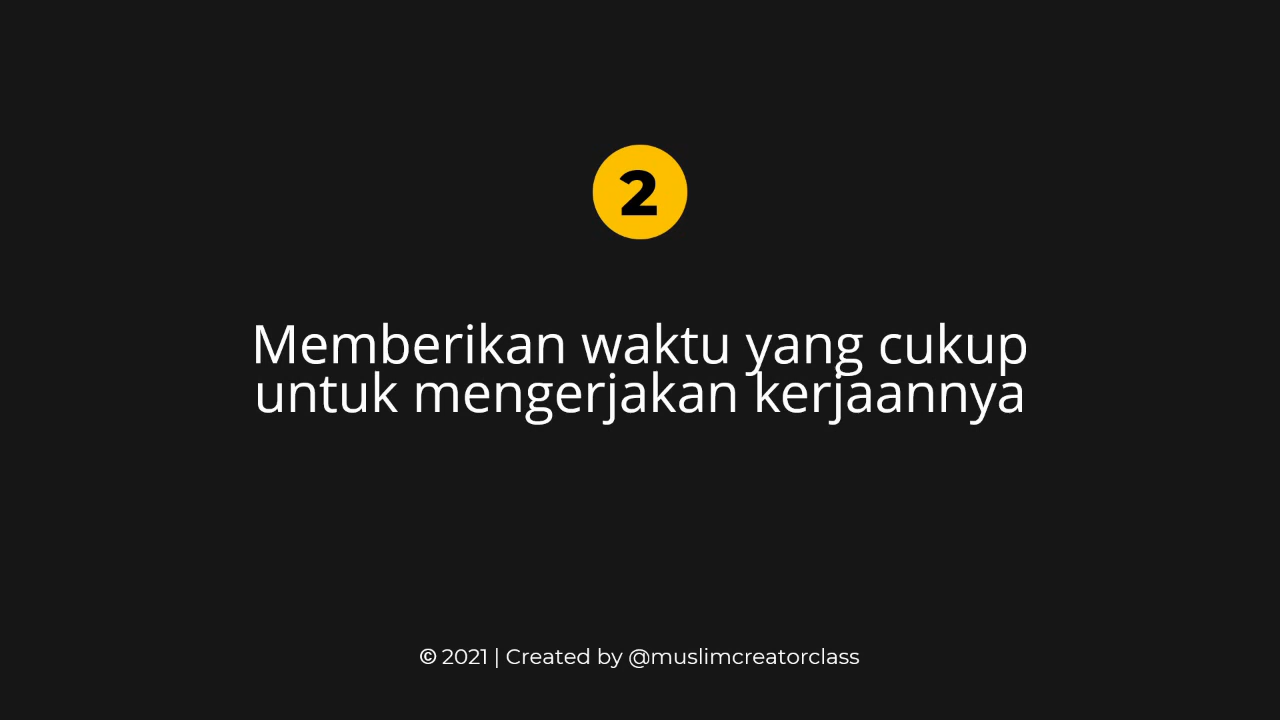 2
Memberikan waktu yang cukup
untuk mengerjakan kerjaannya
© 2021 | Created by @muslimcreatorclass